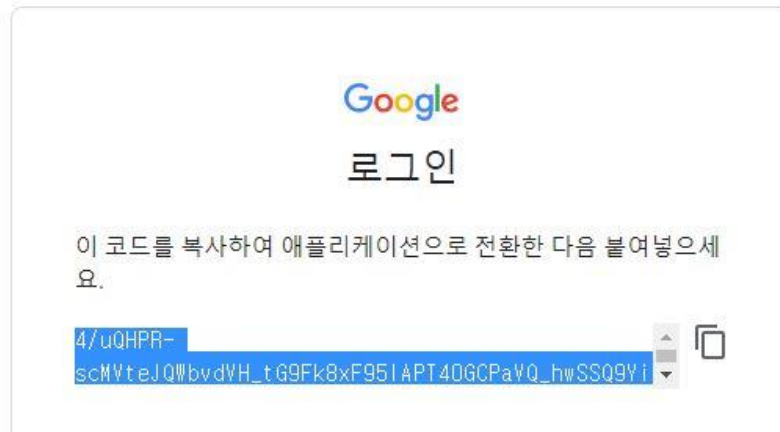 Google
로그인
이 코드를 복사하여 애플리케이션으로 전환한 다음 붙여넣으세
요.
4/uQHPR-
scMVteJQWbvdVH_tG9Fk8xF95IAPT4OGCPaVQ_hwSSQ9Yi